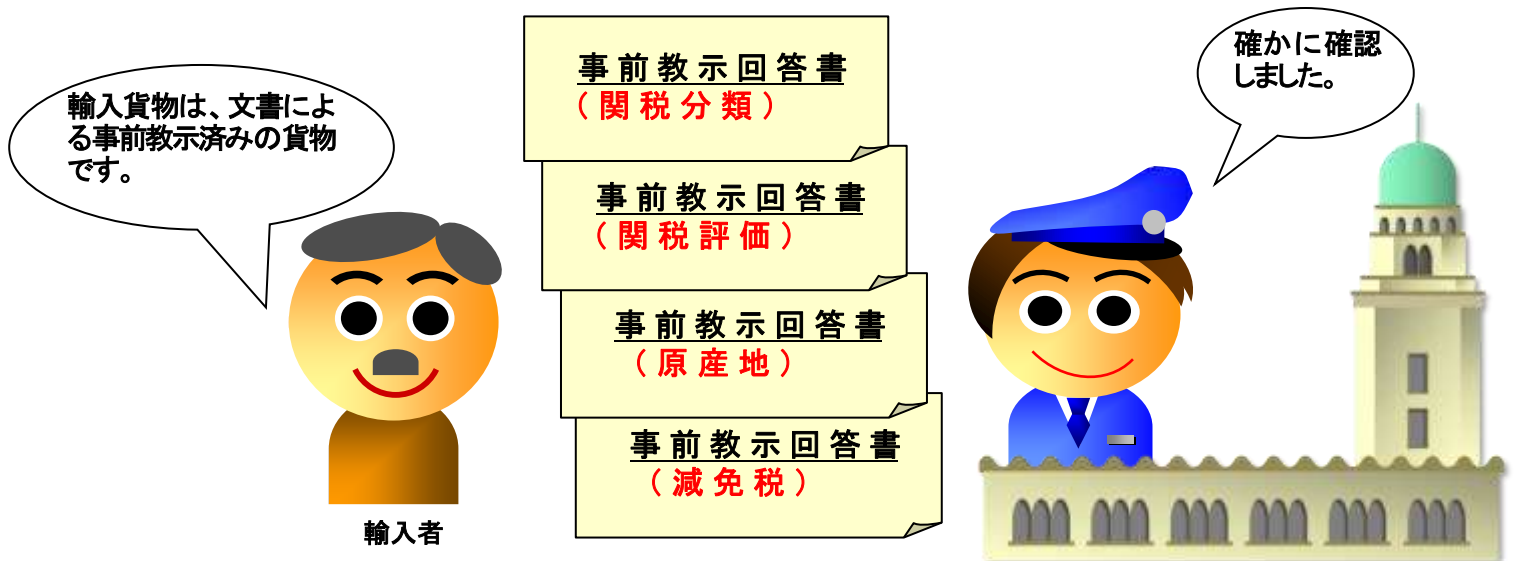 輸入貨物は、文書によ
る事前教示済みの貨物
です。
輸入者
事前教示回答書
（関税分類）
事前教示回答書
（関税評価）
事前教示回答書
（原産地）
事前教示回答書
（減免税）
確かに確認
しました。